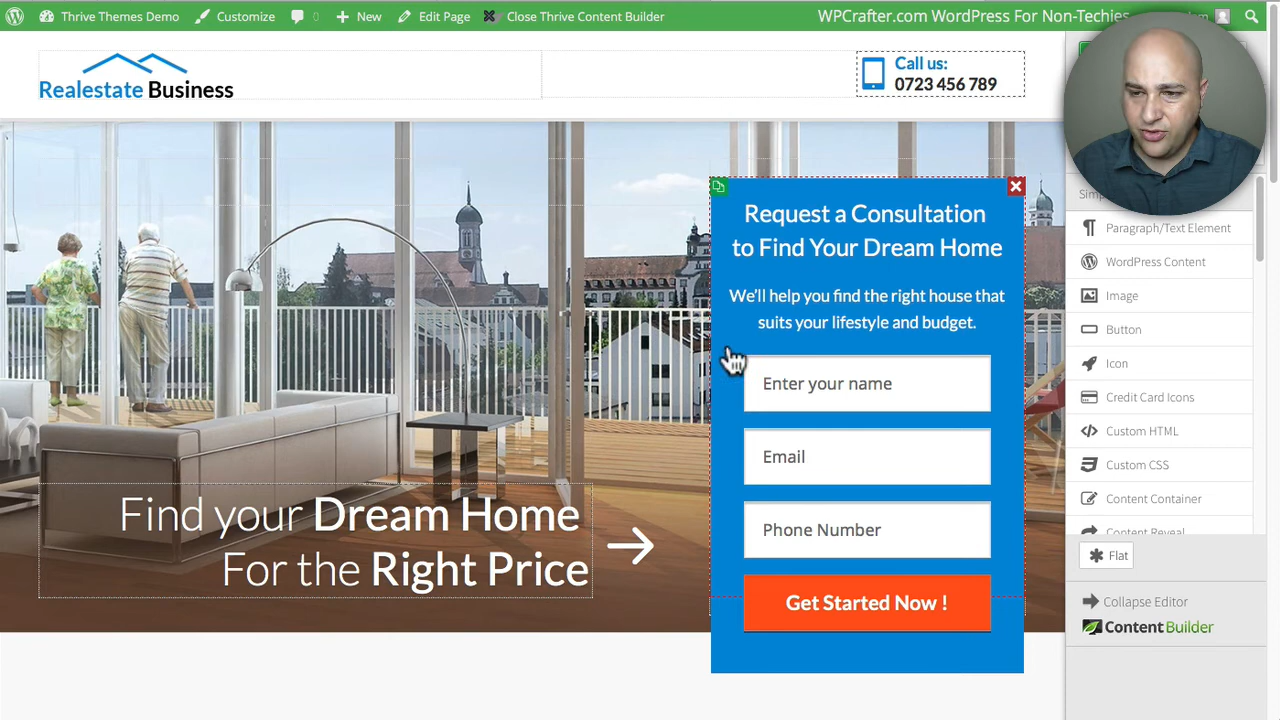 Thrive Themes Demo
Customize
0
New
Edit Page
Close Thrive Content Builder
WPCrafter.com WordPress For Non-Techies
Realestate Business
Call us:
0723 456 789
Request a Consultation
to Find Your Dream Home
We'll help you find the right house that
suits your lifestyle and budget.
Enter your name
Email
Phone Number
Get Started Now !
Find your Dream Home
For the Right Price
Paragraph/Text Element
WordPress Content
Image
Button
Icon
Credit Card Icons
Custom HTML
Custom CSS
Content Container
Content Reveal
Flat
Collapse Editor
Content Builder